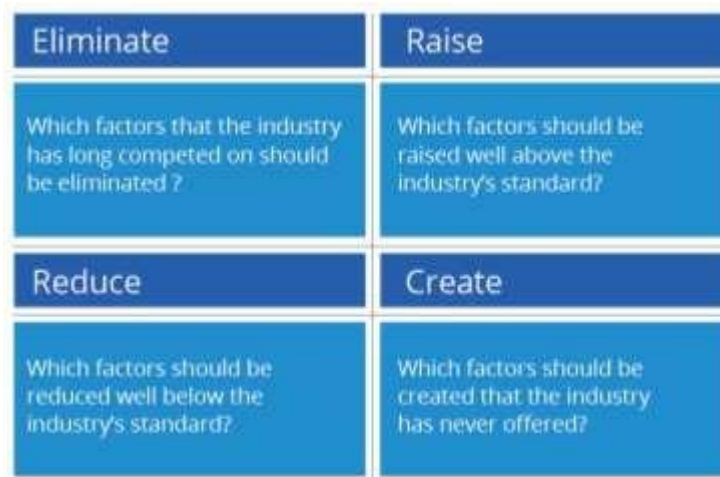 Eliminate
Which factors that the industry
has long competed on should
be eliminated ?
Raise
Which factors should be
raised well above the
industry's standard?
Reduce
Which factors should be
reduced well below the
industry's standard?
Create
Which factors should be
created that the industry
has never offered?